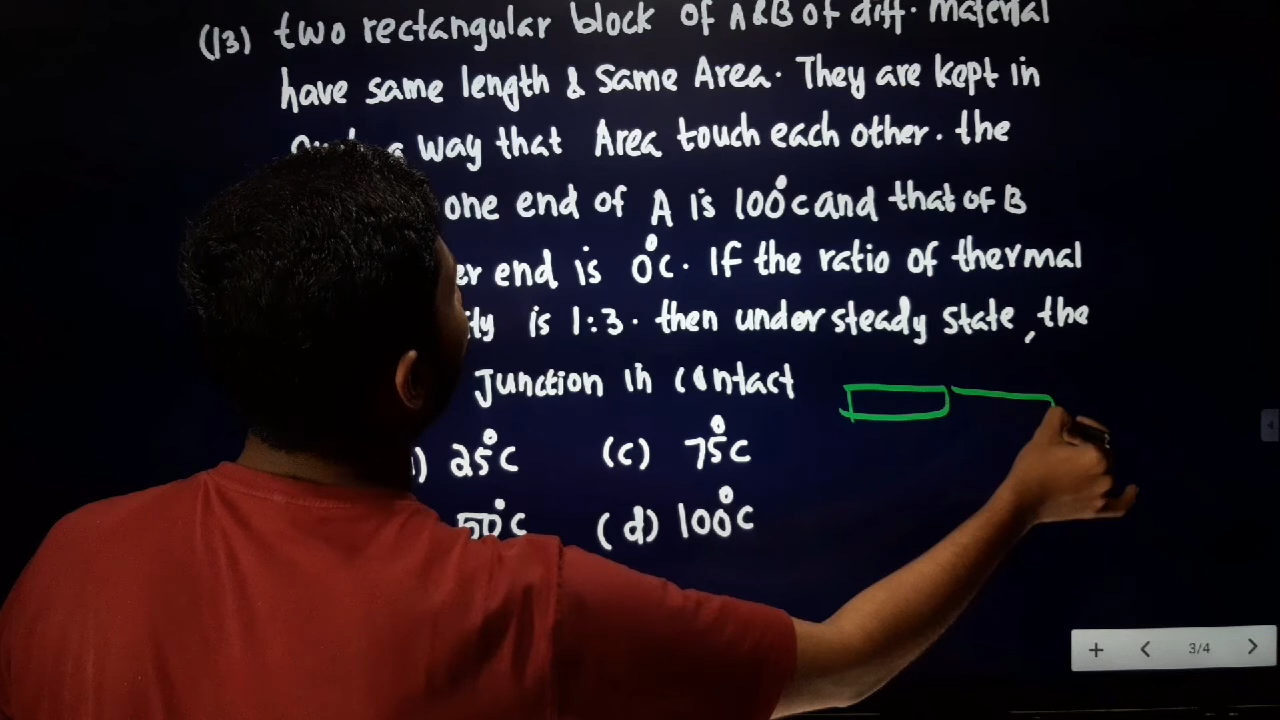 (13) two rectangular block of A&B of diff. material
have same length & Same Area. They are kept in
a way that Area touch each other. the
one end of A is 100°c and that of B
end is 0°c. If the ratio of thermal
is 1:3. then under steady state, the
Junction in contact
25°c (c) 75°c
50°c (d) 100°c
3/4